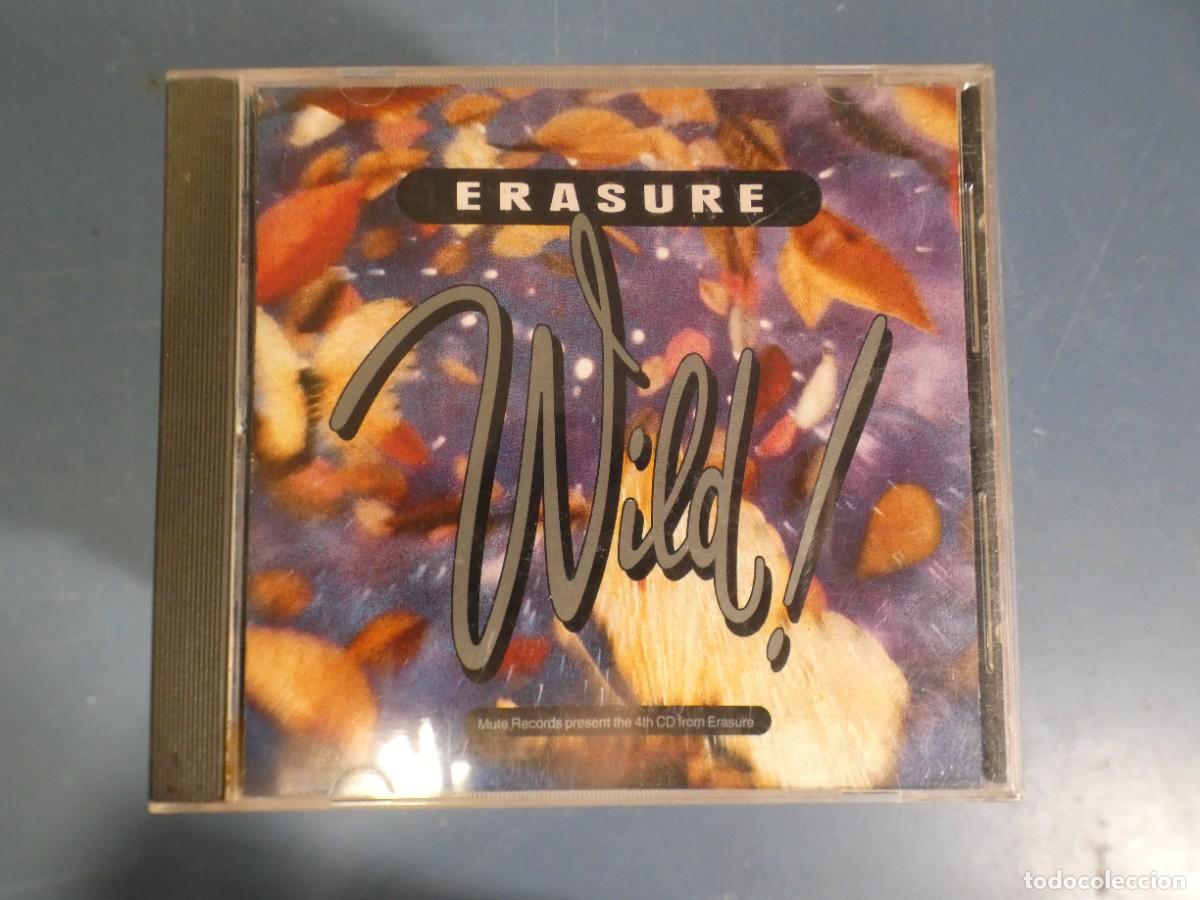 ERASURE
Wild!
Mute Records present the 4th CD from Erasure
todocoleccion